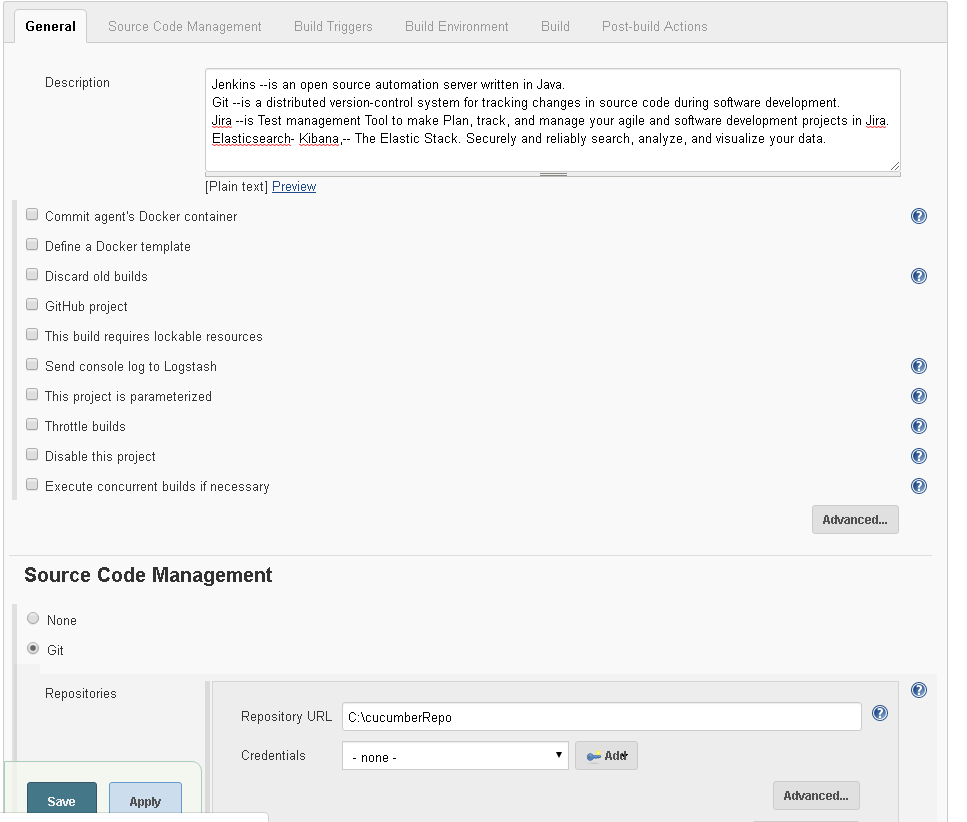 General Source Code Management Build Triggers Build Environment Build Post-build Actions
Description
Jenkins --is an open source automation server written in Java.
Git --is a distributed version-control system for tracking changes in source code during software development.
Jira --is Test management Tool to make Plan, track, and manage your agile and software development projects in Jira.
Elasticsearch- Kibana,-- The Elastic Stack. Securely and reliably search, analyze, and visualize your data.
[Plain text] Preview
Commit agent's Docker container
Define a Docker template
Discard old builds
GitHub project
This build requires lockable resources
Send console log to Logstash
This project is parameterized
Throttle builds
Disable this project
Execute concurrent builds if necessary
Advanced...
Source Code Management
None
Git
Repositories
Repository URL C:\cucumberRepo
Credentials - none - Add
Advanced...
Save Apply